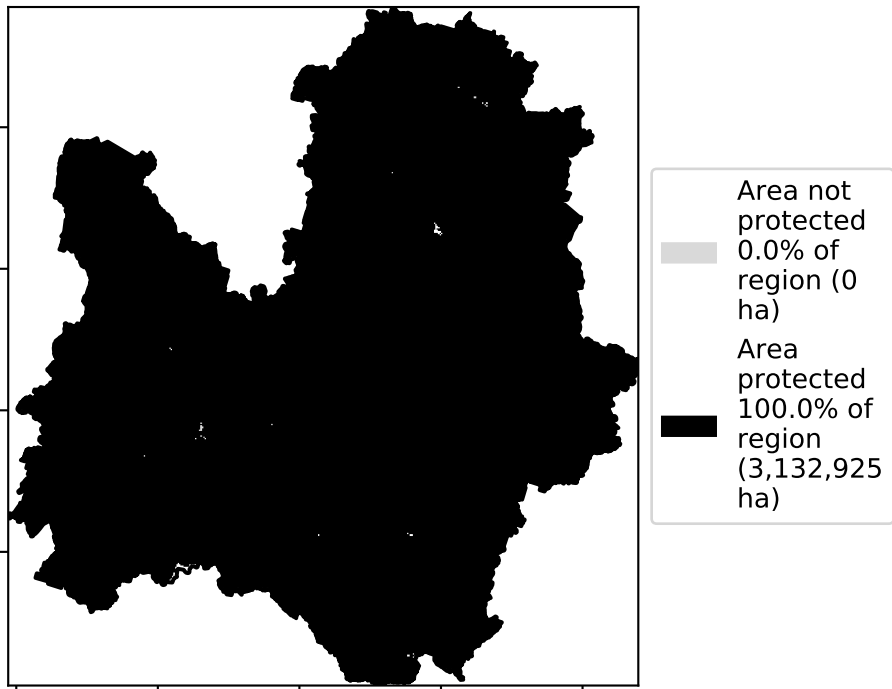 Area not
protected
0.0% of
region (0
ha)
Area
protected
100.0% of
region
(3,132,925
ha)